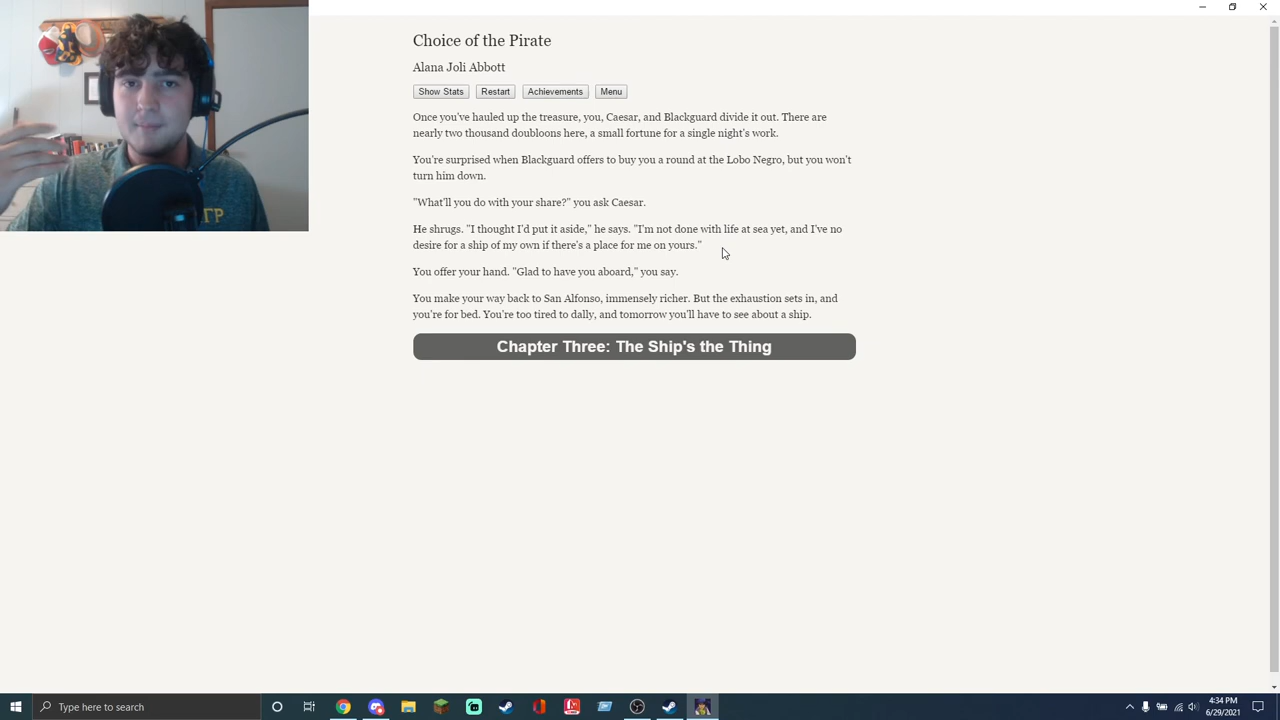 Choice of the Pirate
Alana Joli Abbott
Show Stats Restart Achievements Menu
Once you've hauled up the treasure, you, Caesar, and Blackguard divide it out. There are
nearly two thousand doubloons here, a small fortune for a single night's work.
You're surprised when Blackguard offers to buy you a round at the Lobo Negro, but you won't
turn him down.
"What'll you do with your share?" you ask Caesar.
He shrugs. "I thought I'd put it aside," he says. "I'm not done with life at sea yet, and I've no
desire for a ship of my own if there's a place for me on yours."
You offer your hand. "Glad to have you aboard," you say.
You make your way back to San Alfonso, immensely richer. But the exhaustion sets in, and
you're for bed. You're too tired to dally, and tomorrow you'll have to see about a ship.
Chapter Three: The Ship's the Thing
Type here to search
4:34 PM
6/29/2021